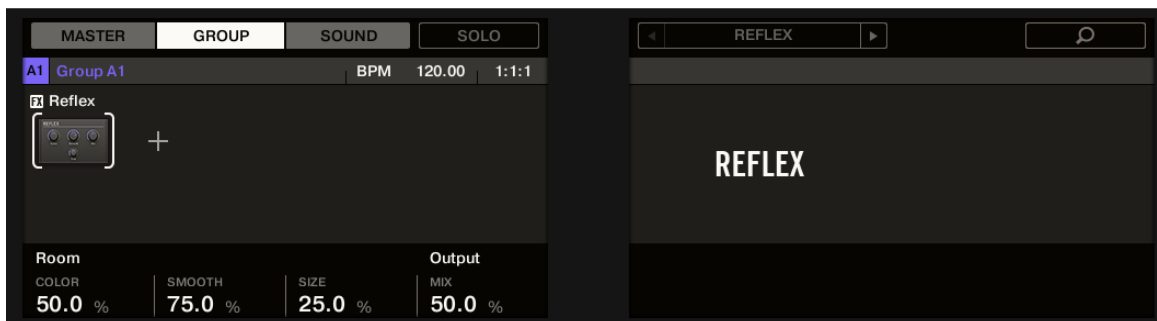 MASTER GROUP SOUND SOLO
REFLEX
A1 Group A1 BPM 120.00 1:1:1
FX Reflex
REFLEX
REFLEX
Room Output
COLOR SMOOTH SIZE MIX
50.0 % 75.0 % 25.0 % 50.0 %